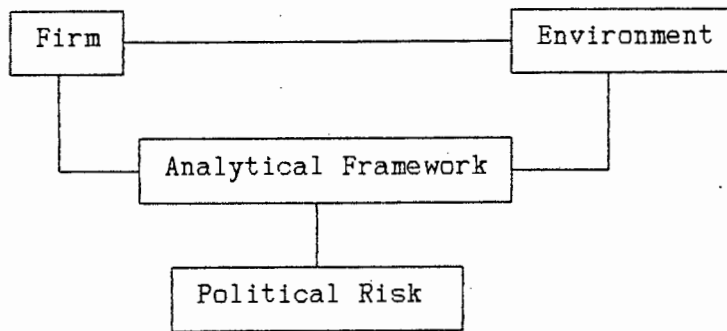 Firm
Environment
Analytical Framework
Political Risk